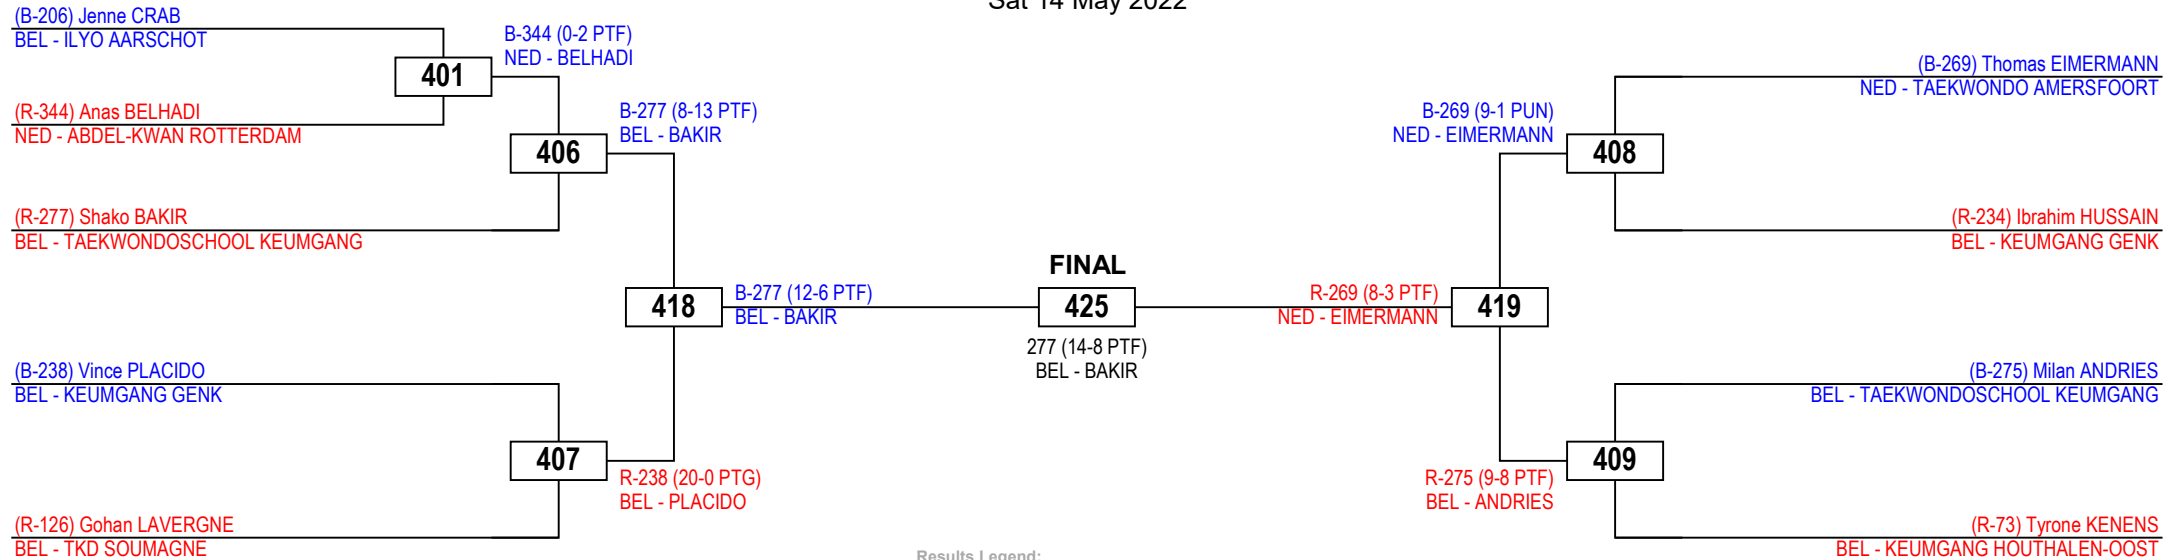 Sat 14 May 2022
(B-206) Jenne CRAB
BEL - ILYO AARSCHOT
B-344 (0-2 PTF)
NED - BELHADI
401
(R-344) Anas BELHADI
NED - ABDEL-KWAN ROTTERDAM
B-277 (8-13 PTF)
BEL - BAKIR
406
(R-277) Shako BAKIR
BEL - TAEKWONDOSCHOOL KEUMGANG
418
B-277 (12-6 PTF)
BEL - BAKIR
(B-238) Vince PLACIDO
BEL - KEUMGANG GENK
407
R-238 (20-0 PTG)
BEL - PLACIDO
(R-126) Gohan LAVERGNE
BEL - TKD SOUMAGNE
FINAL
425
277 (14-8 PTF)
BEL - BAKIR
(B-269) Thomas EIMERMANN
NED - TAEKWONDO AMERSFOORT
B-269 (9-1 PUN)
NED - EIMERMANN
408
(R-234) Ibrahim HUSSAIN
BEL - KEUMGANG GENK
R-269 (8-3 PTF)
NED - EIMERMANN
419
(B-275) Milan ANDRIES
BEL - TAEKWONDOSCHOOL KEUMGANG
R-275 (9-8 PTF)
BEL - ANDRIES
409
(R-73) Tyrone KENENS
BEL - KEUMGANG HOUTHALEN-OOST
Results Legend: